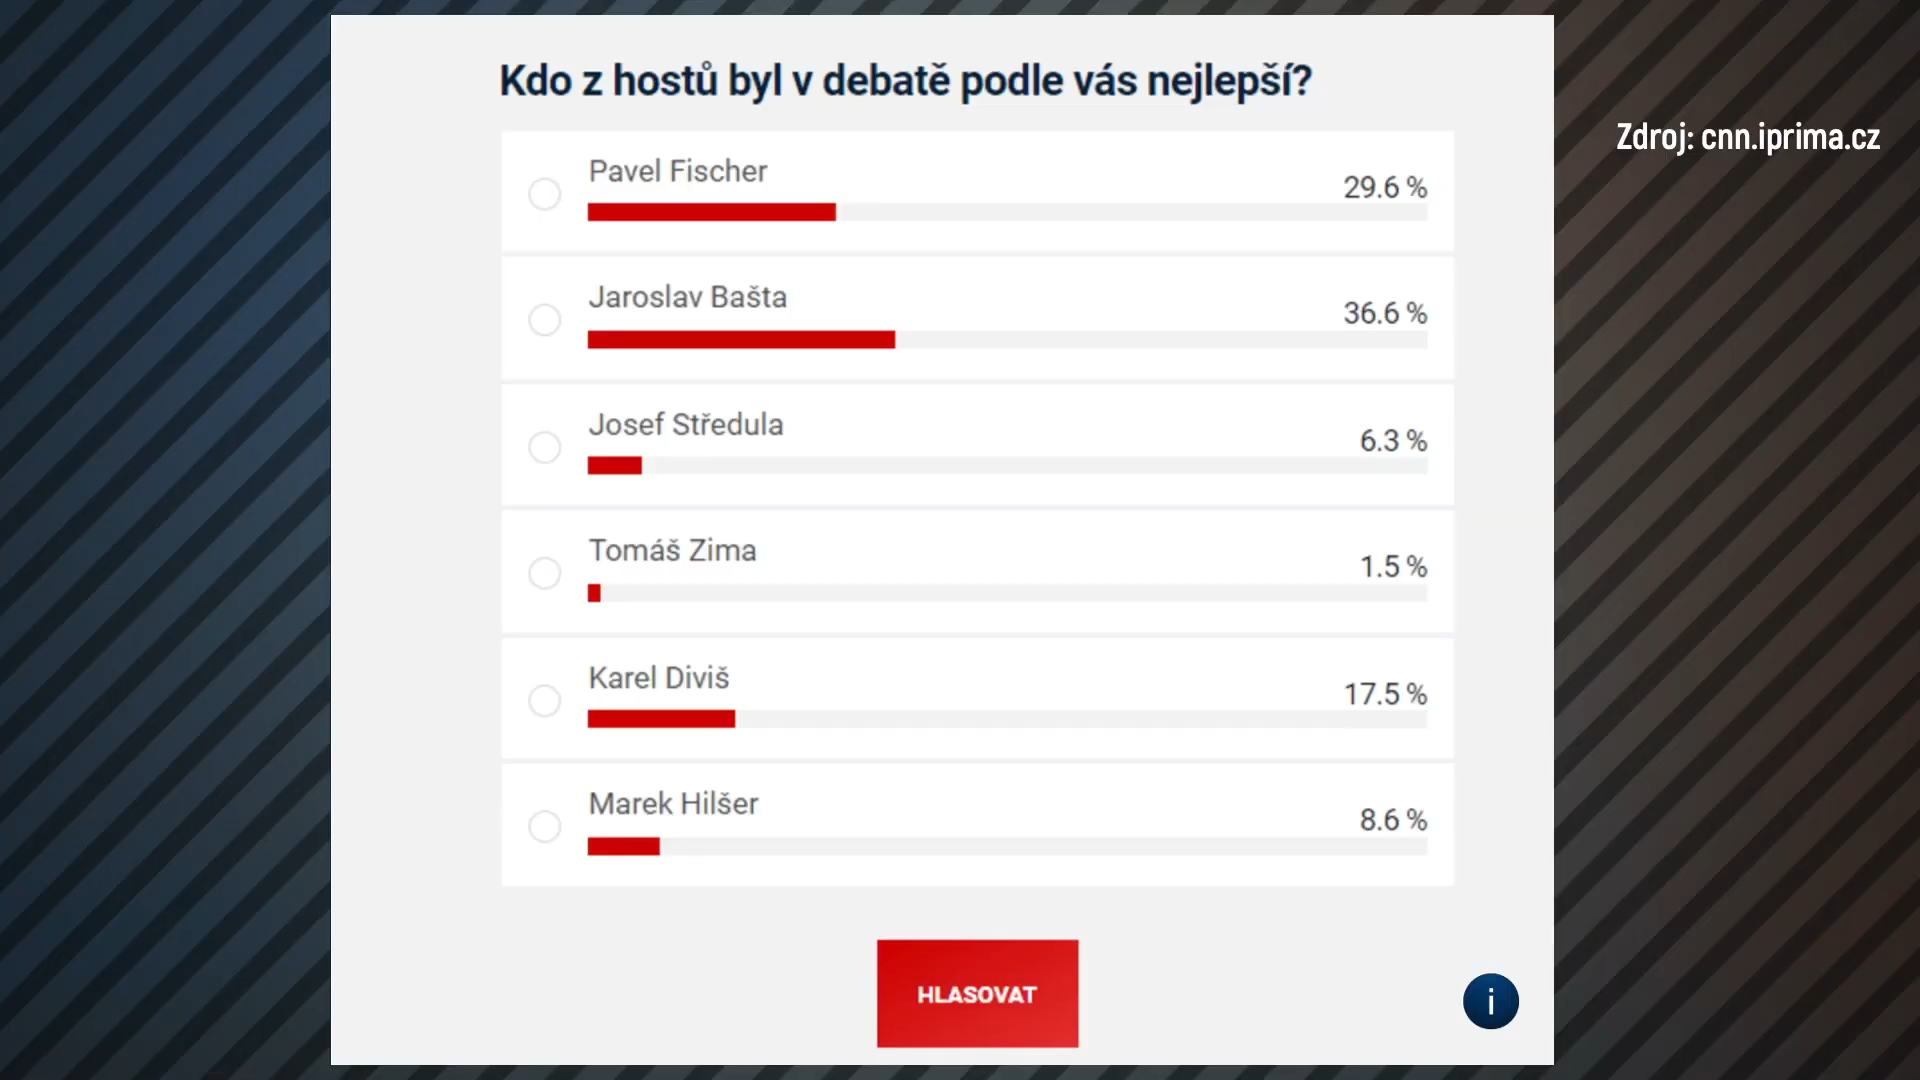 Kdo z hostů byl v debatě podle vás nejlepší?
Zdroj: cnn.iprima.cz
Pavel Fischer
29.6 %
Jaroslav Bašta
36.6 %
Josef Středula
6.3 %
Tomáš Zima
1.5 %
Karel Diviš
17.5 %
Marek Hilšer
8.6 %
HLASOVAT
i